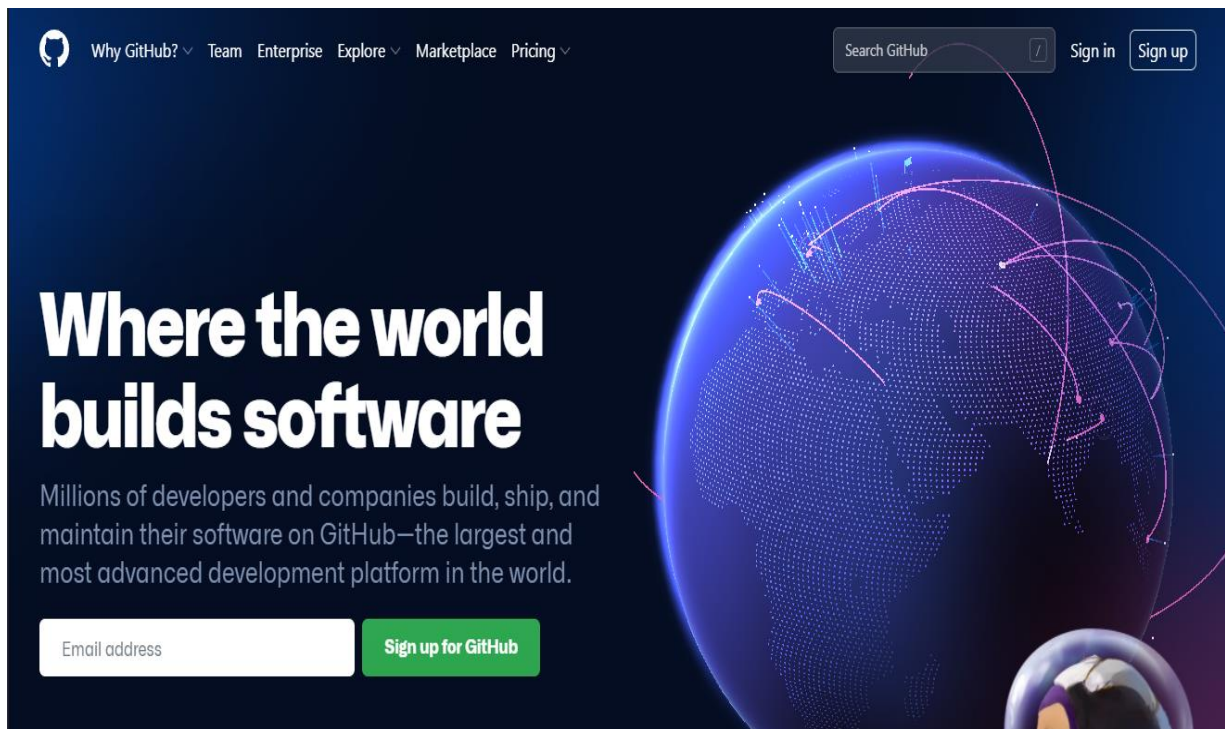 Why GitHub? Team Enterprise Explore Marketplace Pricing Search GitHub / Sign in Sign up
Where the world
builds software
Millions of developers and companies build, ship, and
maintain their software on GitHub—the largest and
most advanced development platform in the world.
Email address Sign up for GitHub